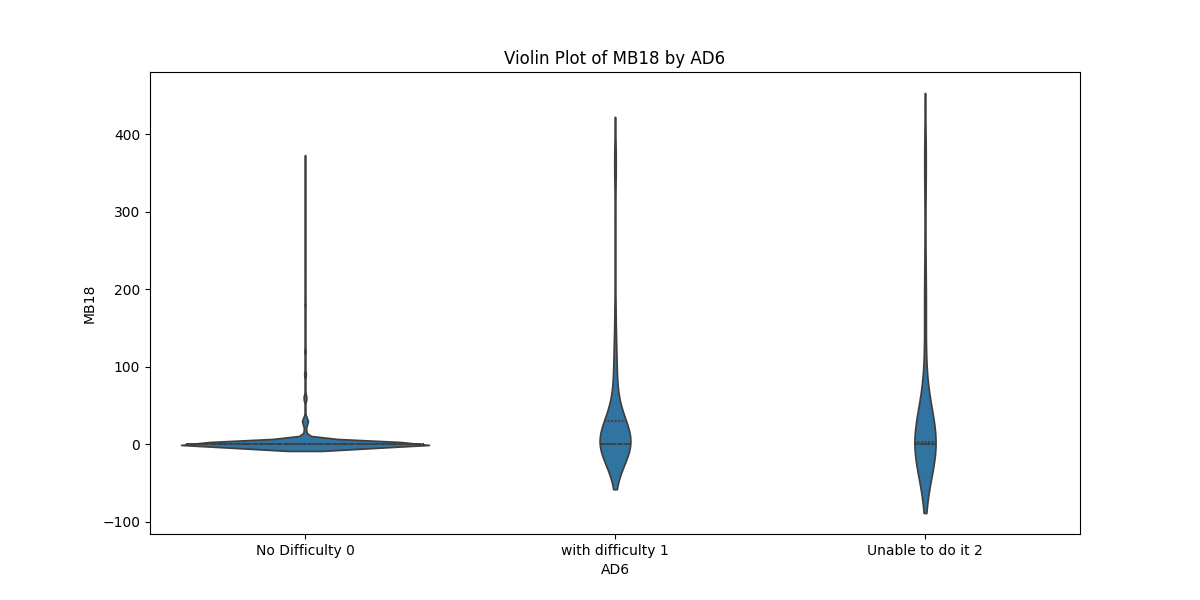 Violin Plot of MB18 by AD6
400
300
200
100
0
−100
MB18
No Difficulty 0
with difficulty 1
Unable to do it 2
AD6